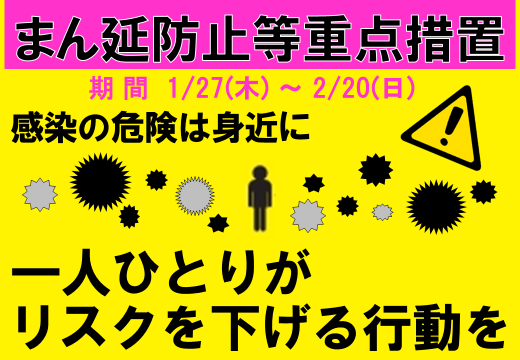 まん延防止等重点措置
期間 1/27(木)～ 2/20(日)
感染の危険は身近に
一人ひとりが
リスクを下げる行動を